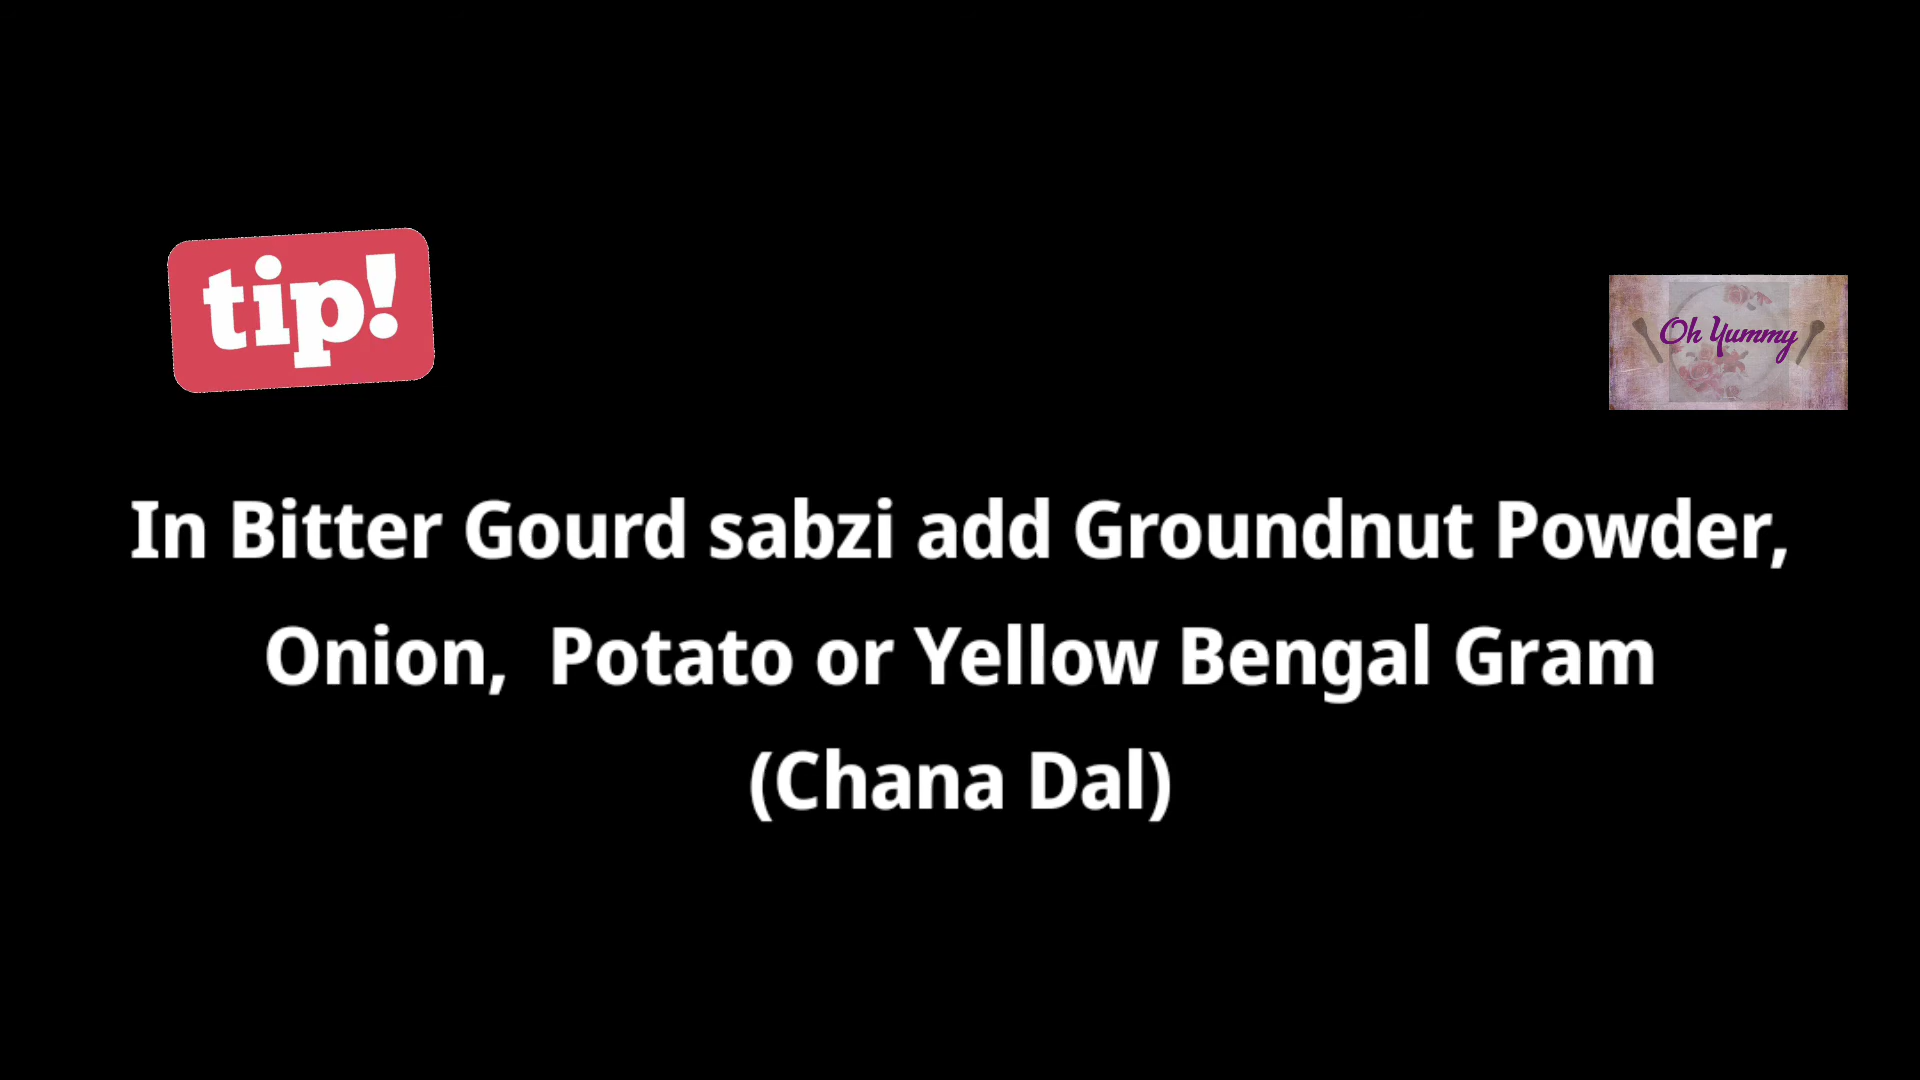 tip!
Oh Yummy
In Bitter Gourd sabzi add Groundnut Powder,
Onion,  Potato or Yellow Bengal Gram
(Chana Dal)